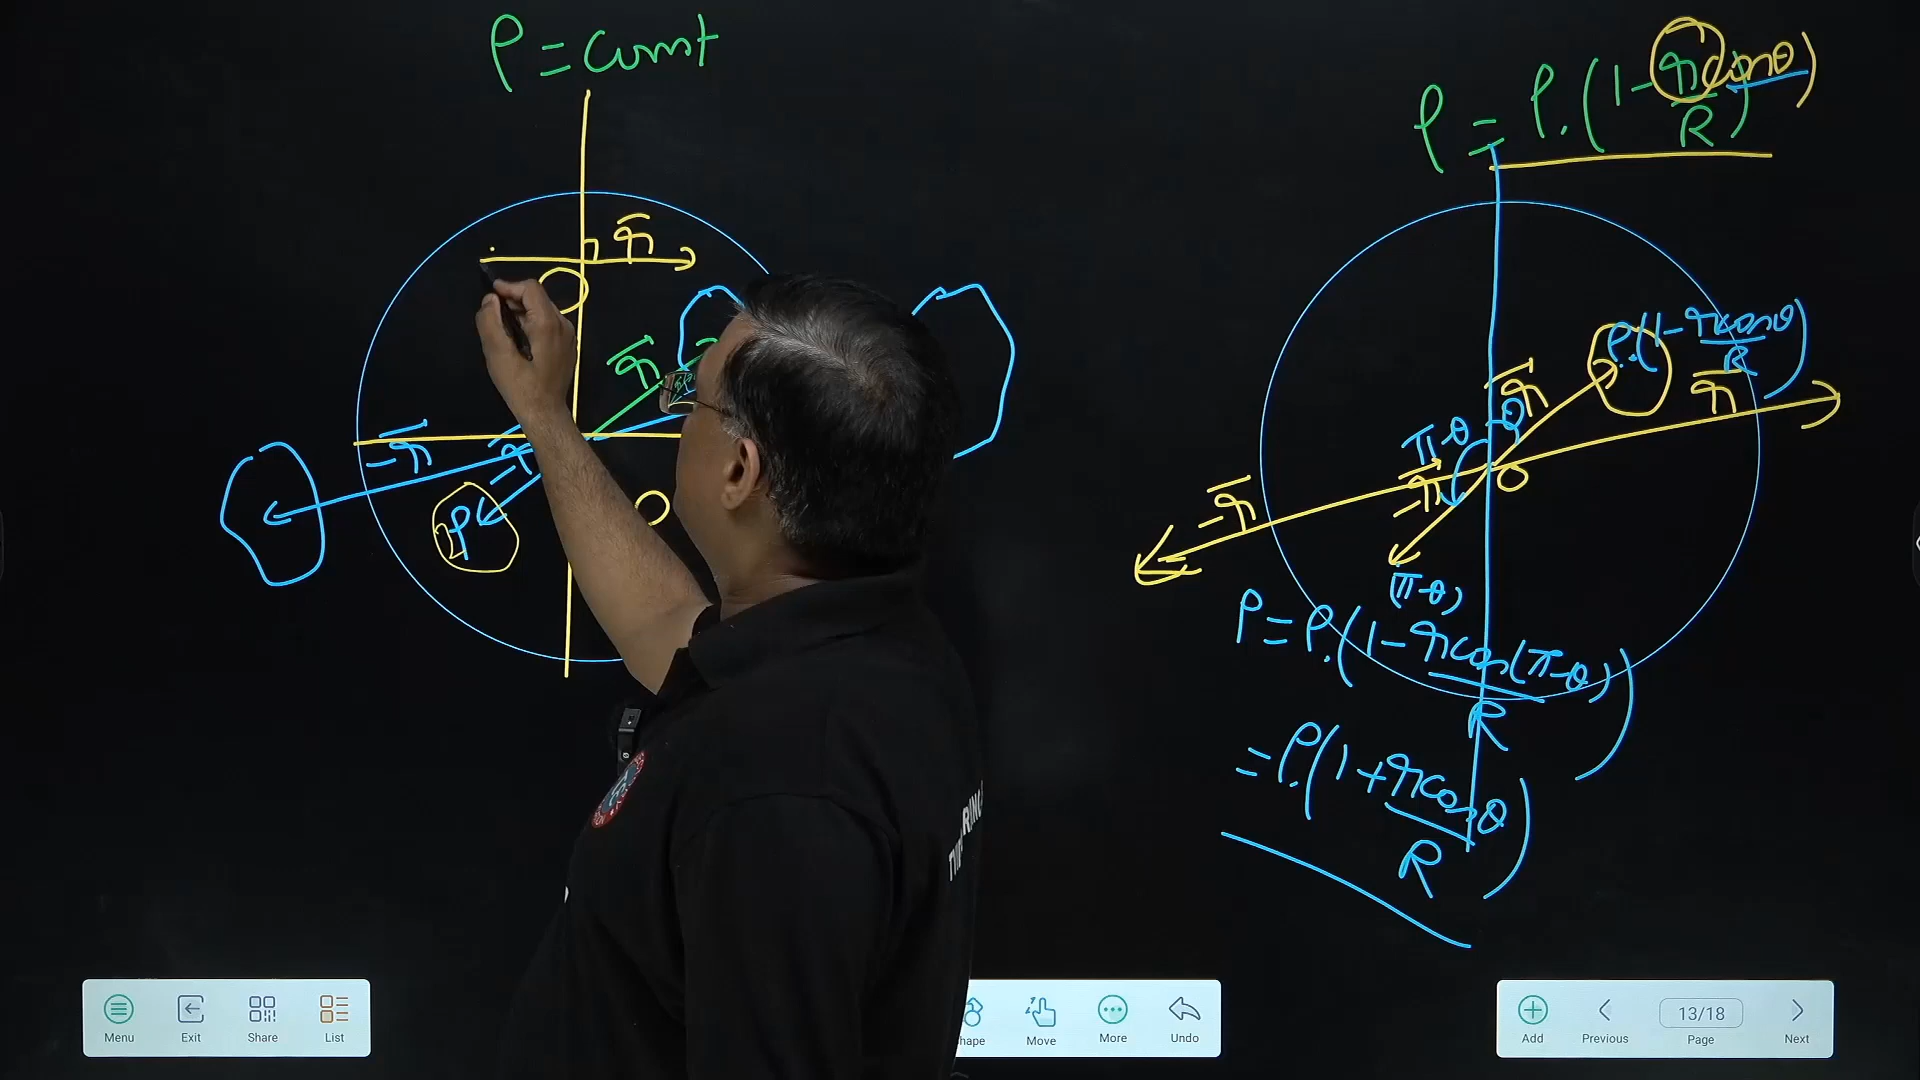 ρ = const
r⃗
r⃗
-r⃗
-r⃗
ρ
ρ = ρ₀(1 - r cosθ / R)
ρ₀(1 - r cosθ / R)
r⃗
r⃗
θ
π-θ
-r⃗
-r⃗
O
(π-θ)
ρ = ρ₀(1 - r cos(π-θ) / R)
= ρ₀(1 + r cosθ / R)
Menu
Exit
Share
List
Move
More
Undo
Add
Previous
13/18
Page
Next